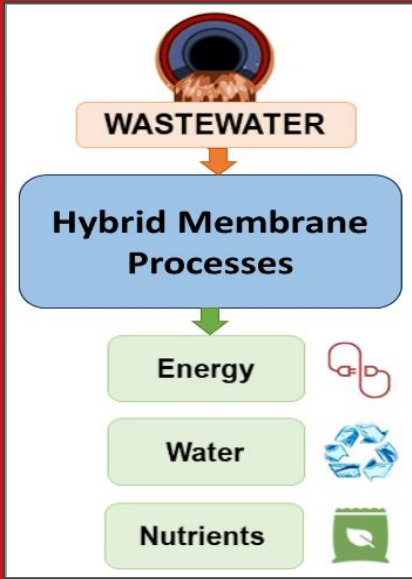 WASTEWATER
Hybrid Membrane
Processes
Energy
Water
Nutrients